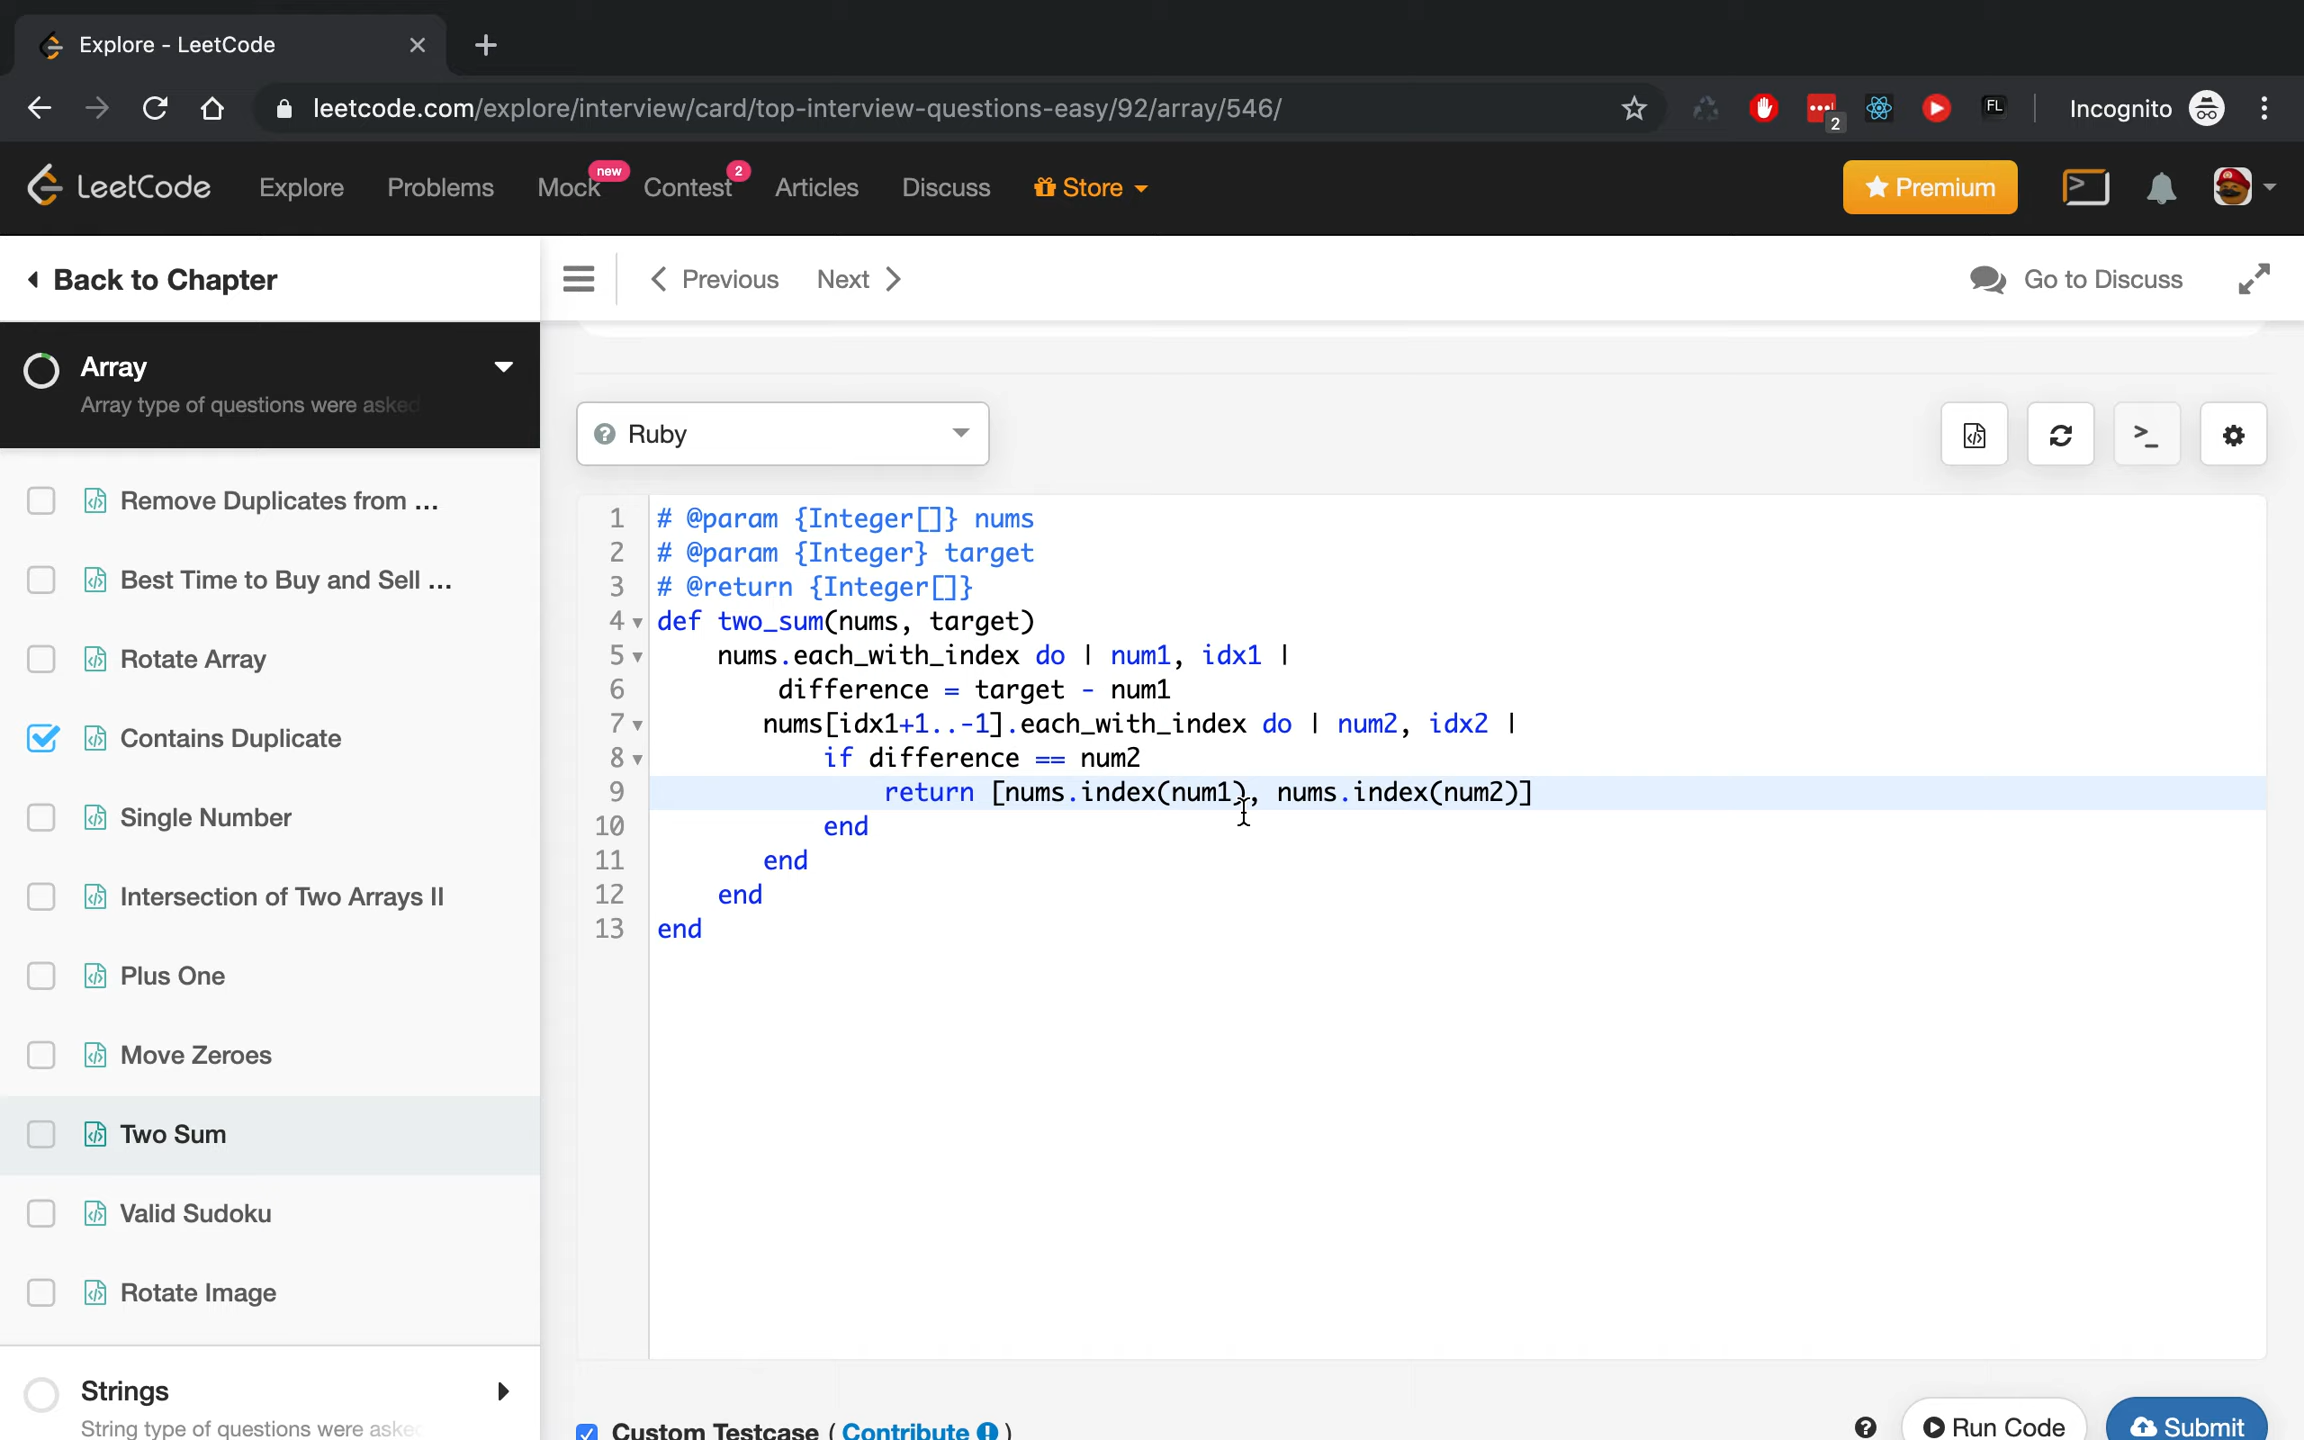 Explore - LeetCode
leetcode.com/explore/interview/card/top-interview-questions-easy/92/array/546/
2
FL
Incognito
LeetCode
Explore
Problems
Mock
new
Contest
2
Articles
Discuss
Store
Premium
Back to Chapter
Previous
Next
Go to Discuss
Array
Array type of questions were asked
Remove Duplicates from ...
Best Time to Buy and Sell ...
Rotate Array
Contains Duplicate
Single Number
Intersection of Two Arrays II
Plus One
Move Zeroes
Two Sum
Valid Sudoku
Rotate Image
Strings
String type of questions were aske
Ruby
1 # @param {Integer[]} nums
2 # @param {Integer} target
3 # @return {Integer[]}
4 def two_sum(nums, target)
5 nums.each_with_index do | num1, idx1 |
6 difference = target - num1
7 nums[idx1+1..-1].each_with_index do | num2, idx2 |
8 if difference == num2
9 return [nums.index(num1), nums.index(num2)]
10 end
11 end
12 end
13 end
Custom Testcase ( Contribute )
Run Code
Submit